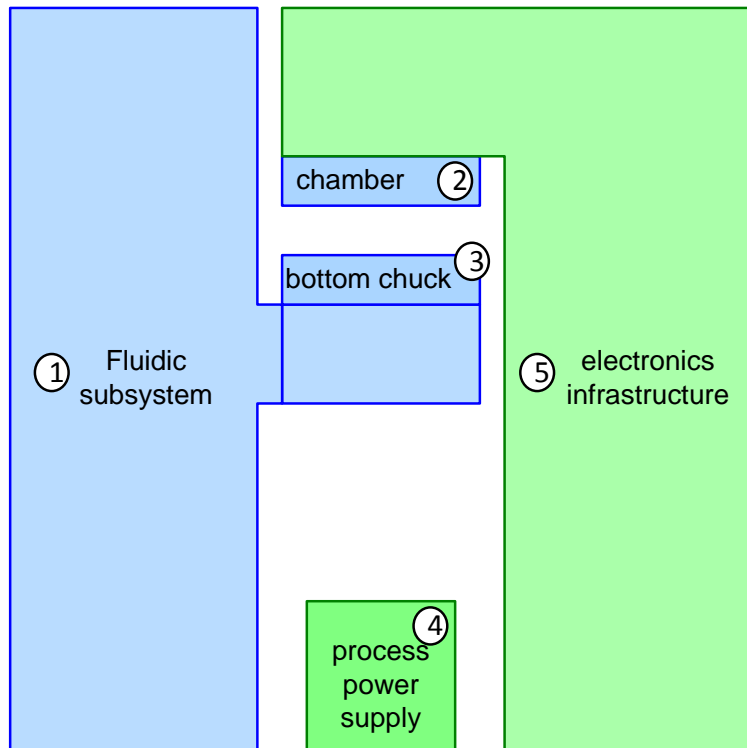 chamber 2
3
bottom chuck
1 Fluidic
subsystem
5 electronics
infrastructure
4
process
power
supply